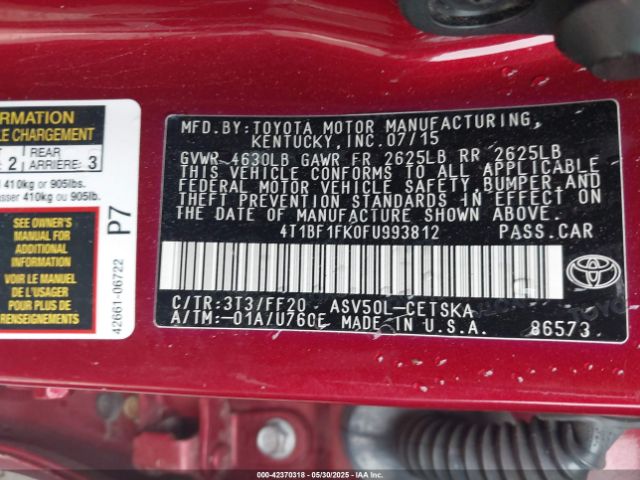 ORMATION
LE CHARGEMENT
2 REAR ARRIÈRE: 3
410kg or 905lbs.
asser 410kg ou 905lbs.
SEE OWNER'S
MANUAL FOR
ADDITIONAL
INFORMATION
VOIR LE MANUEL
DE L'USAGER
POUR PLUS DE
RENSEIGNEMENTS
P7
42661-06722
MFD.BY:TOYOTA MOTOR MANUFACTURING,
KENTUCKY,INC.07/15
GVWR 4630LB GAWR FR 2625LB RR 2625LB
THIS VEHICLE CONFORMS TO ALL APPLICABLE
FEDERAL MOTOR VEHICLE SAFETY, BUMPER,AND
THEFT PREVENTION STANDARDS IN EFFECT ON
THE DATE OF MANUFACTURE SHOWN ABOVE.
4T1BF1FK0FU993812 PASS.CAR
C/TR:3T3/FF20 ASV50L-CETSKA
A/TM:-01A/U760E MADE IN U.S.A. 86573
TOYOTA
000-42370318 - 05/30/2025 - IAAI.com